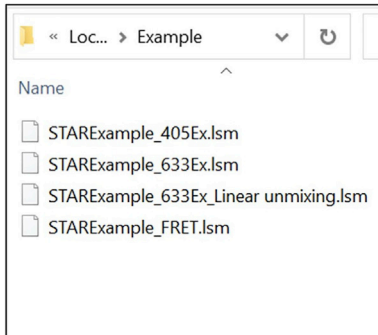 « Loc... > Example
Name
STARExample_405Ex.lsm
STARExample_633Ex.lsm
STARExample_633Ex_Linear unmixing.lsm
STARExample_FRET.lsm